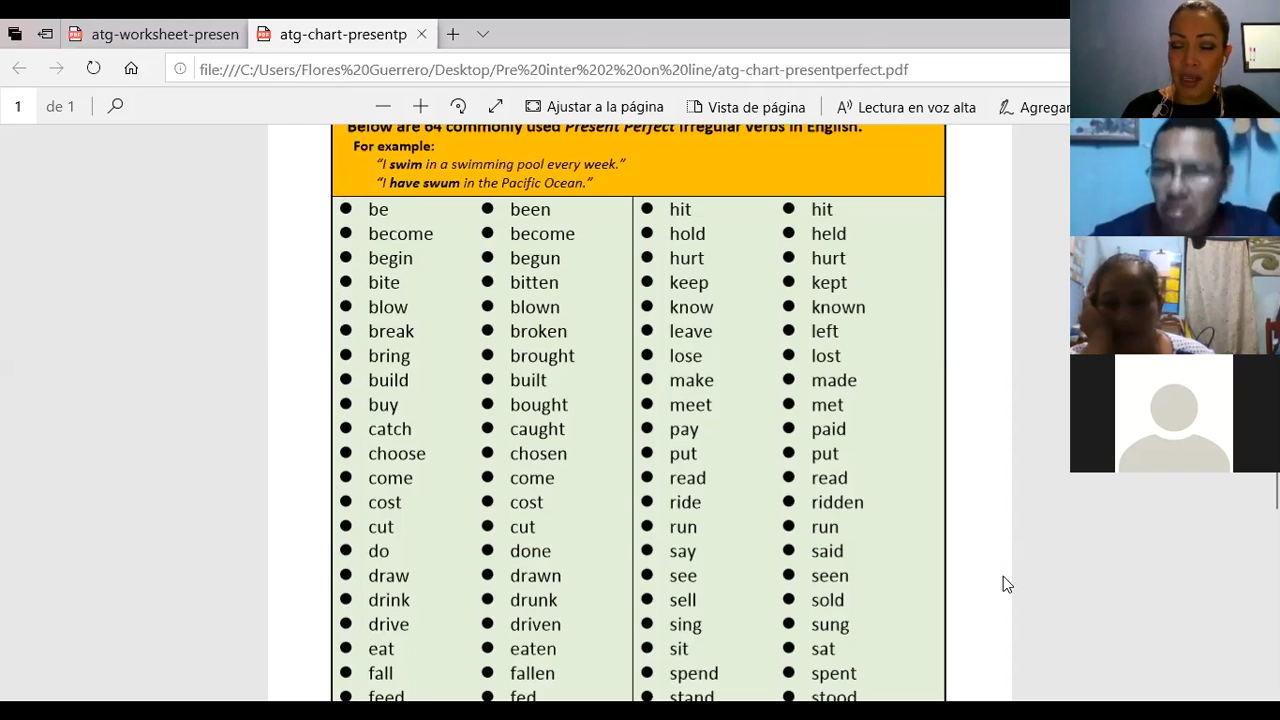 atg-worksheet-presen
atg-chart-presentp
file:///C:/Users/Flores%20Guerrero/Desktop/Pre%20inter%202%20on%20line/atg-chart-presentperfect.pdf
1 de 1
Ajustar a la página
Vista de página
Lectura en voz alta
Agregar
Below are 64 commonly used Present Perfect irregular verbs in English.
For example:
"I swim in a swimming pool every week."
"I have swum in the Pacific Ocean."
be been hit hit
become become hold held
begin begun hurt hurt
bite bitten keep kept
blow blown know known
break broken leave left
bring brought lose lost
build built make made
buy bought meet met
catch caught pay paid
choose chosen put put
come come read read
cost cost ride ridden
cut cut run run
do done say said
draw drawn see seen
drink drunk sell sold
drive driven sing sung
eat eaten sit sat
fall fallen spend spent
feed fed stand stood